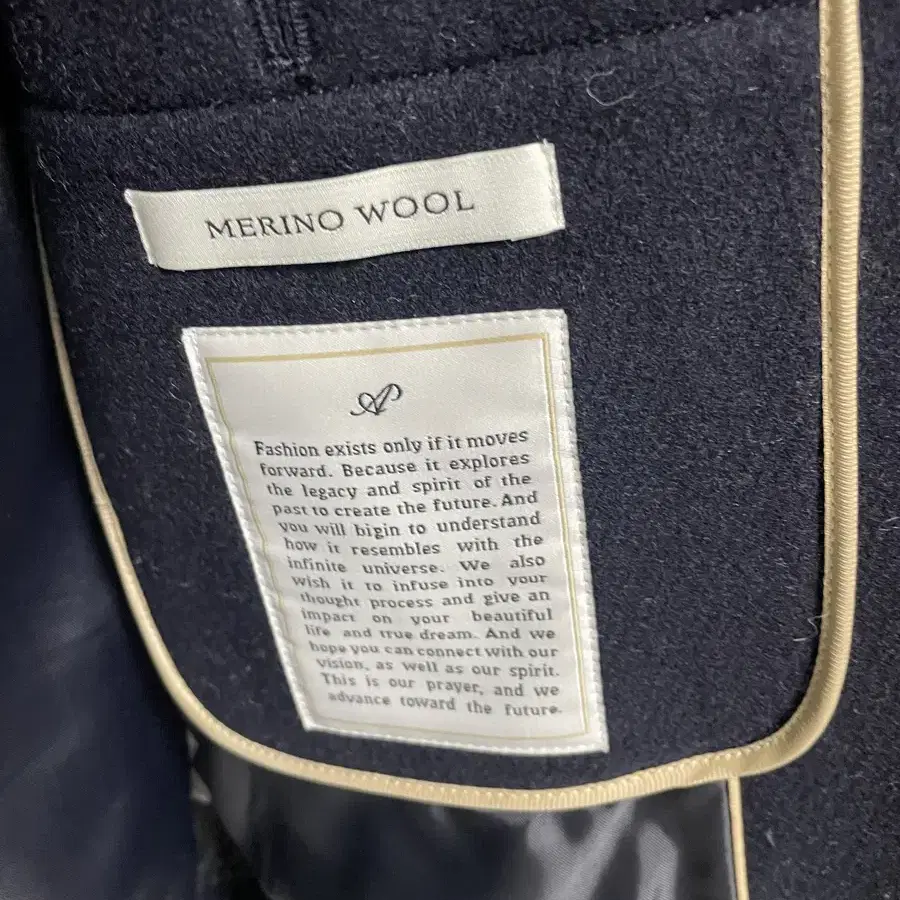 MERINO WOOL
AP
Fashion exists only if it moves
forward. Because it explores
the legacy and spirit of the
past to create the future. And
you will bigin to understand
how it resembles with the
infinite universe. We also
wish it to infuse into your
thought process and give an
impact on your beautiful
life and true dream. And we
hope you can connect with our
vision, as well as our spirit.
This is our prayer, and we
advance toward the future.